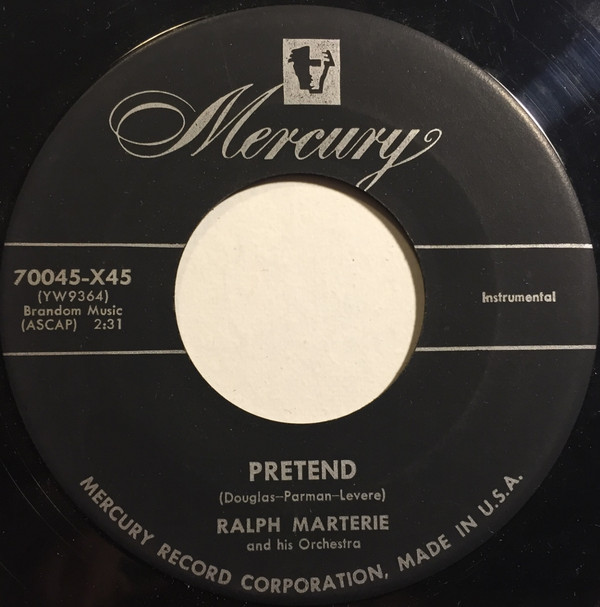 Mercury
70045-X45
(YW9364)
Brandom Music
(ASCAP) 2:31
Instrumental
PRETEND
(Douglas–Parman–Levere)
RALPH MARTERIE
and his Orchestra
MERCURY RECORD CORPORATION, MADE IN U.S.A.